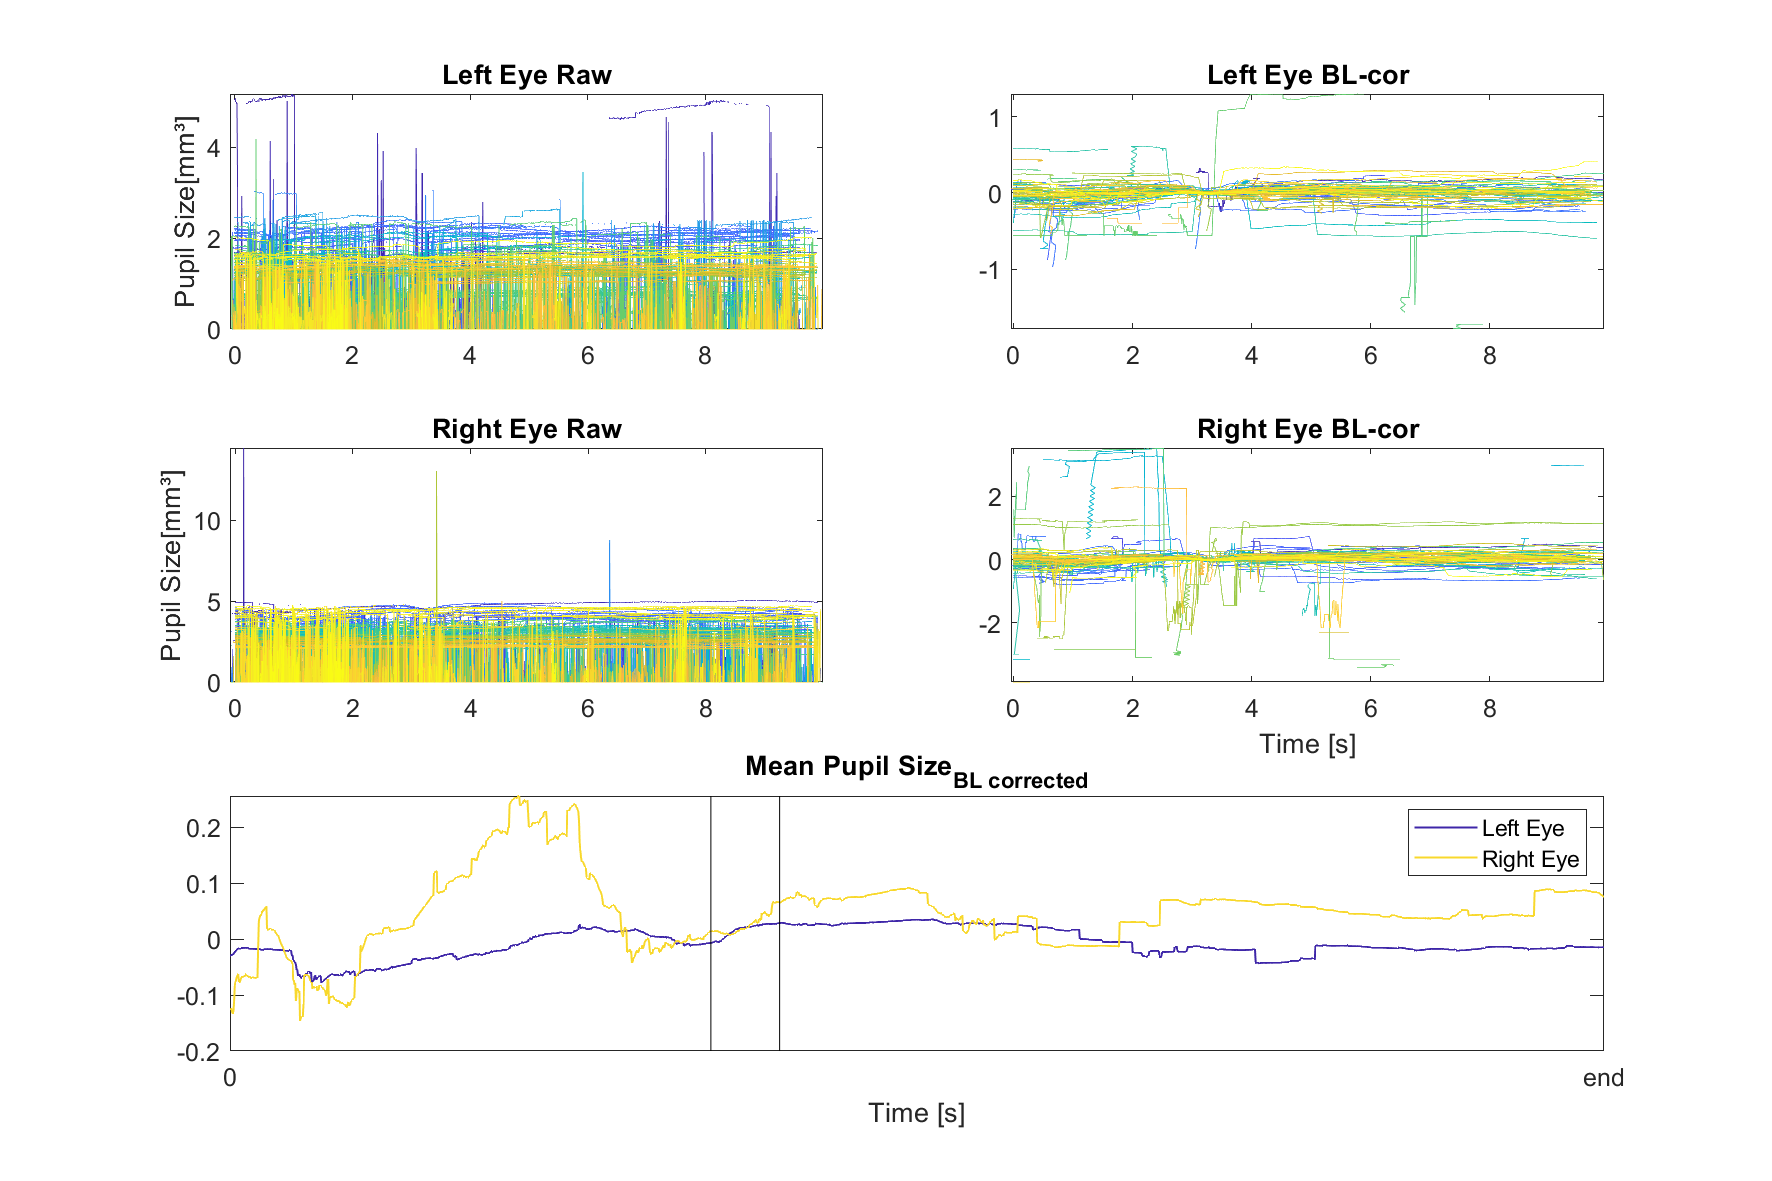 Left Eye Raw
Pupil Size[mm³]
4
2
0
0 2 4 6 8
Left Eye BL-cor
1
0
-1
0 2 4 6 8
Right Eye Raw
Pupil Size[mm³]
10
5
0
0 2 4 6 8
Right Eye BL-cor
2
0
-2
0 2 4 6 8
Time [s]
Mean Pupil Size BL corrected
0.2
0.1
0
-0.1
-0.2
Left Eye
Right Eye
0 end
Time [s]